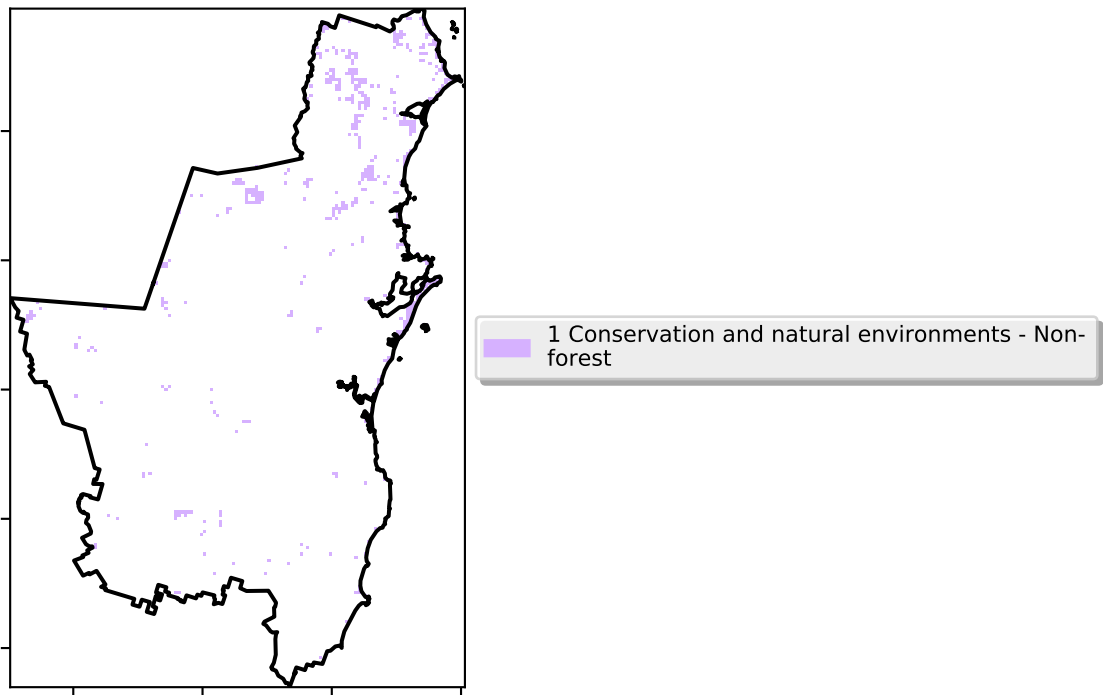 1 Conservation and natural environments - Non-
forest